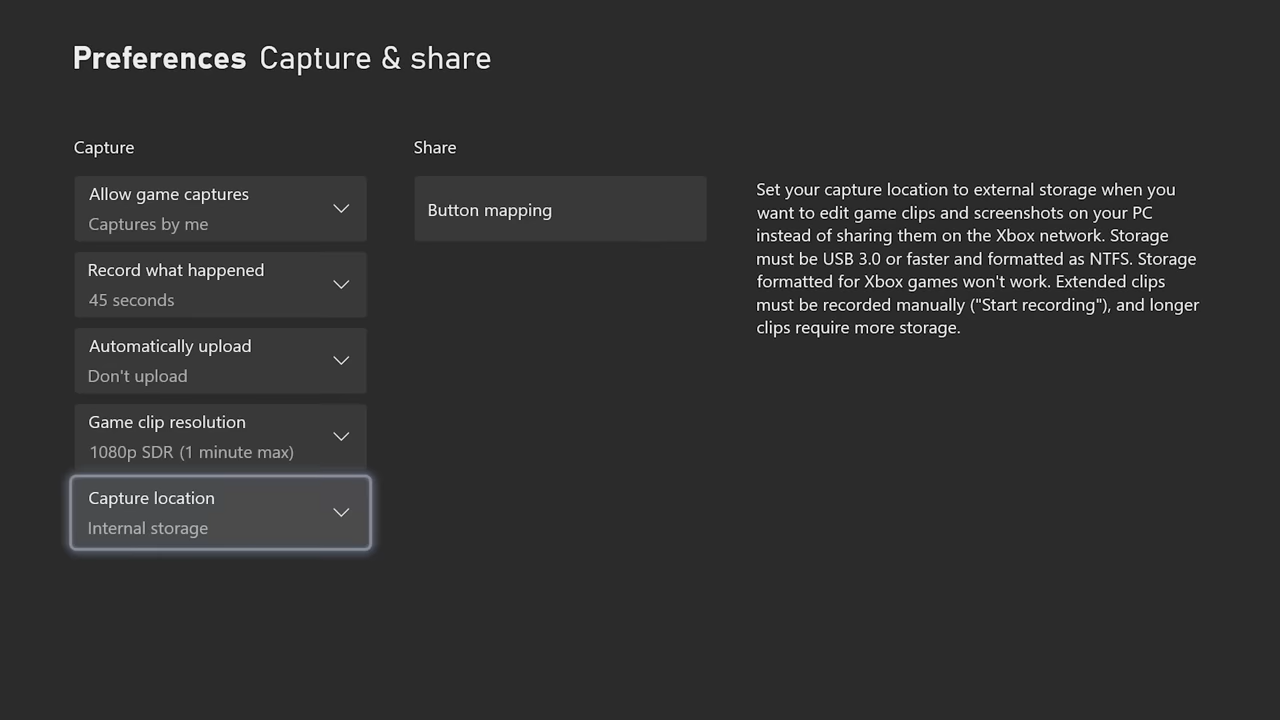 Preferences Capture & share
Capture
Allow game captures
Captures by me
Record what happened
45 seconds
Automatically upload
Don't upload
Game clip resolution
1080p SDR (1 minute max)
Capture location
Internal storage
Share
Button mapping
Set your capture location to external storage when you
want to edit game clips and screenshots on your PC
instead of sharing them on the Xbox network. Storage
must be USB 3.0 or faster and formatted as NTFS. Storage
formatted for Xbox games won't work. Extended clips
must be recorded manually ("Start recording"), and longer
clips require more storage.